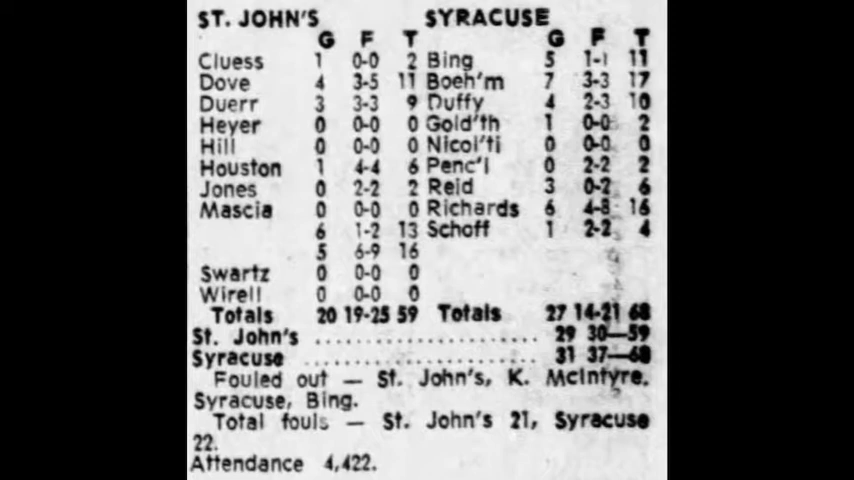 ST. JOHN'S SYRACUSE
G F T G F T
Cluess 1 0-0 2 Bing 5 1-1 11
Dove 4 3-5 11 Boeh'm 7 3-3 17
Duerr 3 3-3 9 Duffy 4 2-3 10
Heyer 0 0-0 0 Gold'th 1 0-0 2
Hill 0 0-0 0 Nicol'ti 0 0-0 0
Houston 1 4-4 6 Penc'l 0 2-2 2
Jones 0 2-2 2 Reid 3 0-2 6
Mascia 0 0-0 0 Richards 6 4-8 16
6 1-2 13 Schoff 1 2-2 4
5 6-9 16
Swartz 0 0-0 0
Wirell 0 0-0 0
Totals 20 19-25 59 Totals 27 14-21 68
St. John's .......................... 29 30—59
Syracuse ........................... 31 37—68
Fouled out — St. John's, K. McIntyre.
Syracuse, Bing.
Total fouls — St. John's 21, Syracuse
22.
Attendance 4,422.